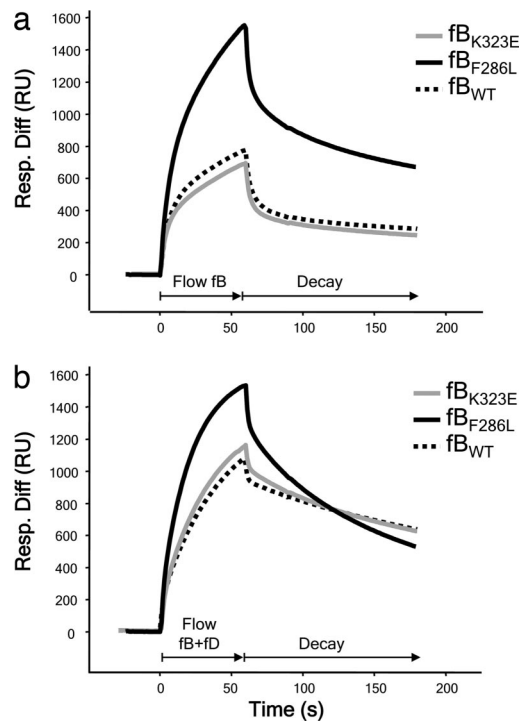 a
fB K323E
fB F286L
fB WT
Resp. Diff (RU)
1600
1400
1200
1000
800
600
400
200
0
Flow fB
Decay
0 50 100 150 200
b
fB K323E
fB F286L
fB WT
Resp. Diff (RU)
1600
1400
1200
1000
800
600
400
200
0
Flow
fB+fD
Decay
0 50 100 150 200
Time (s)